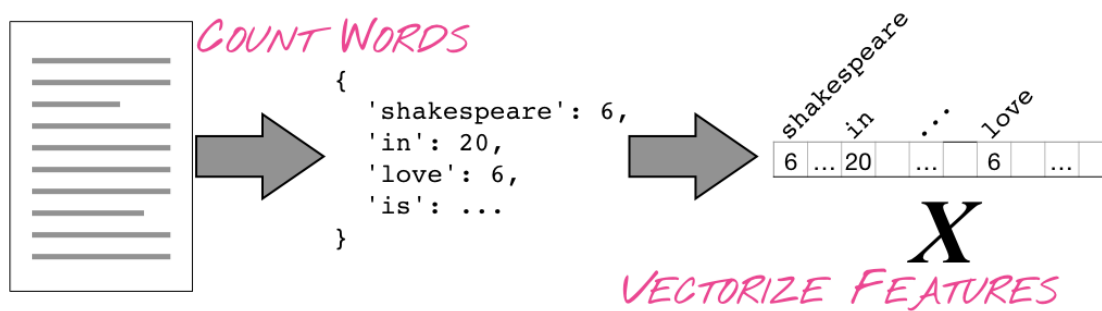 COUNT WORDS
{
'shakespeare': 6,
'in': 20,
'love': 6,
'is': ...
}
shakespeare
in
...
love
6 ... 20 ... 6 ...
X
VECTORIZE FEATURES